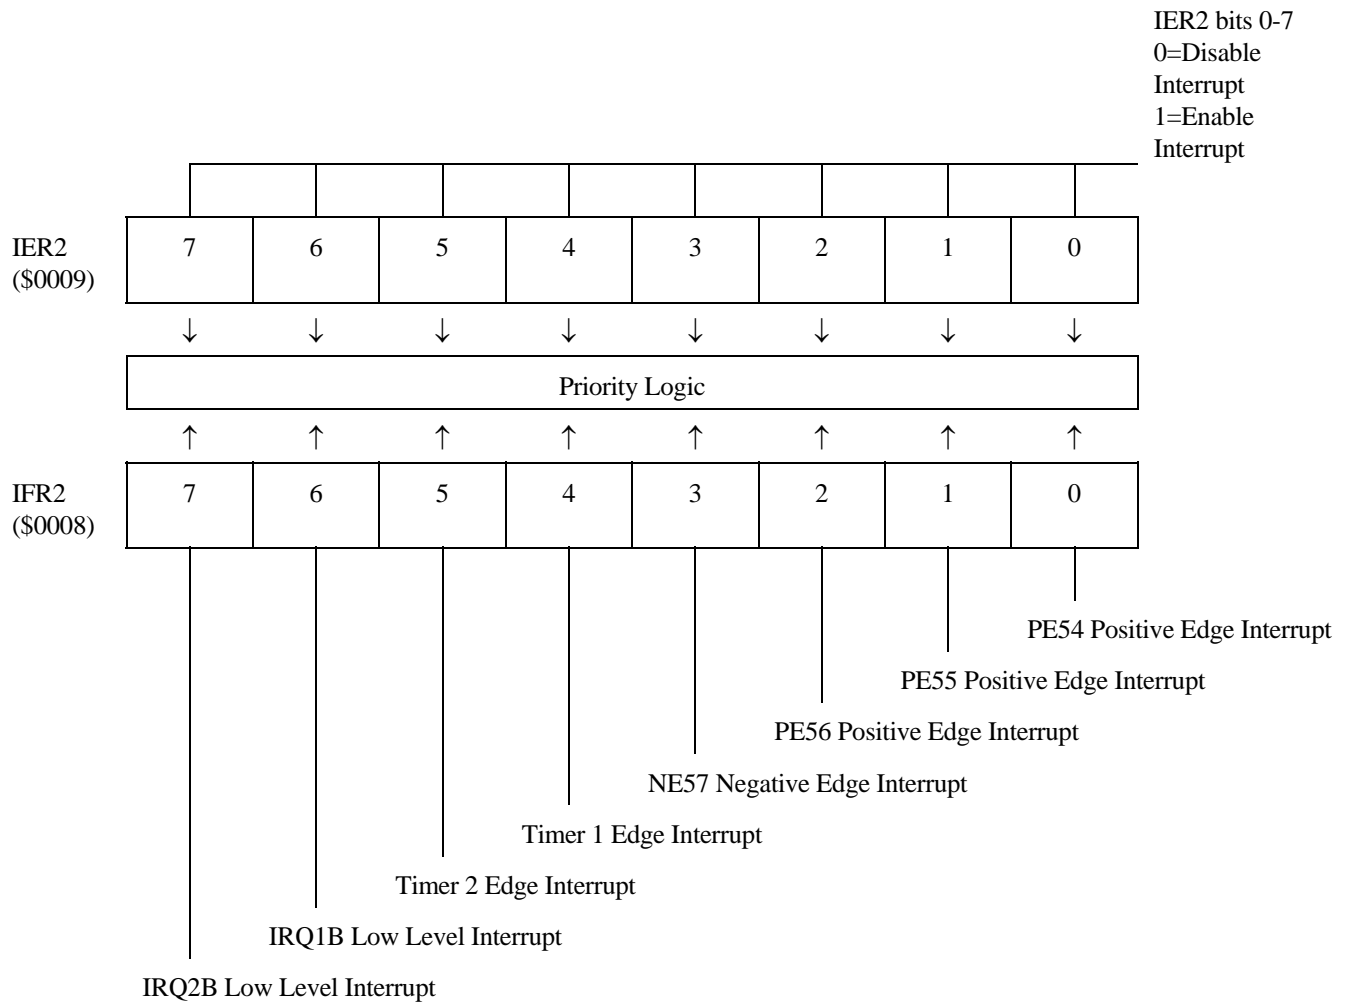 IER2 bits 0-7
0=Disable
Interrupt
1=Enable
Interrupt
IER2
($0009)
7 6 5 4 3 2 1 0
Priority Logic
IFR2
($0008)
7 6 5 4 3 2 1 0
PE54 Positive Edge Interrupt
PE55 Positive Edge Interrupt
PE56 Positive Edge Interrupt
NE57 Negative Edge Interrupt
Timer 1 Edge Interrupt
Timer 2 Edge Interrupt
IRQ1B Low Level Interrupt
IRQ2B Low Level Interrupt